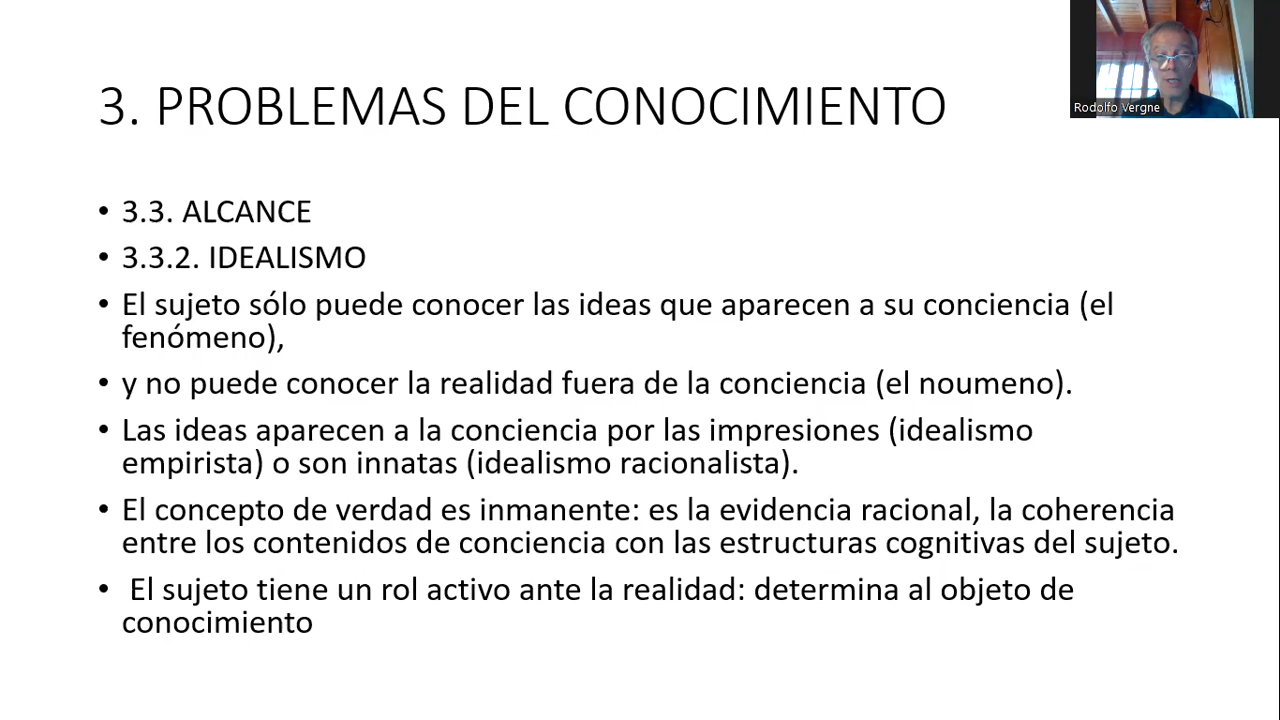 3. PROBLEMAS DEL CONOCIMIENTO
Rodolfo Vergne
• 3.3. ALCANCE
• 3.3.2. IDEALISMO
• El sujeto sólo puede conocer las ideas que aparecen a su conciencia (el
fenómeno),
• y no puede conocer la realidad fuera de la conciencia (el noumeno).
• Las ideas aparecen a la conciencia por las impresiones (idealismo
empirista) o son innatas (idealismo racionalista).
• El concepto de verdad es inmanente: es la evidencia racional, la coherencia
entre los contenidos de conciencia con las estructuras cognitivas del sujeto.
• El sujeto tiene un rol activo ante la realidad: determina al objeto de
conocimiento